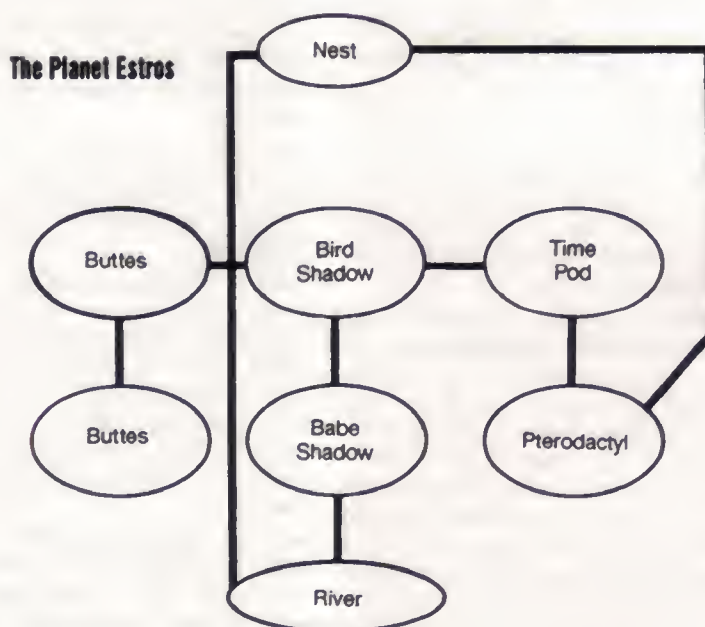 The Planet Estros
Nest
Buttes
Bird
Shadow
Time
Pod
Buttes
Babe
Shadow
Pterodactyl
River